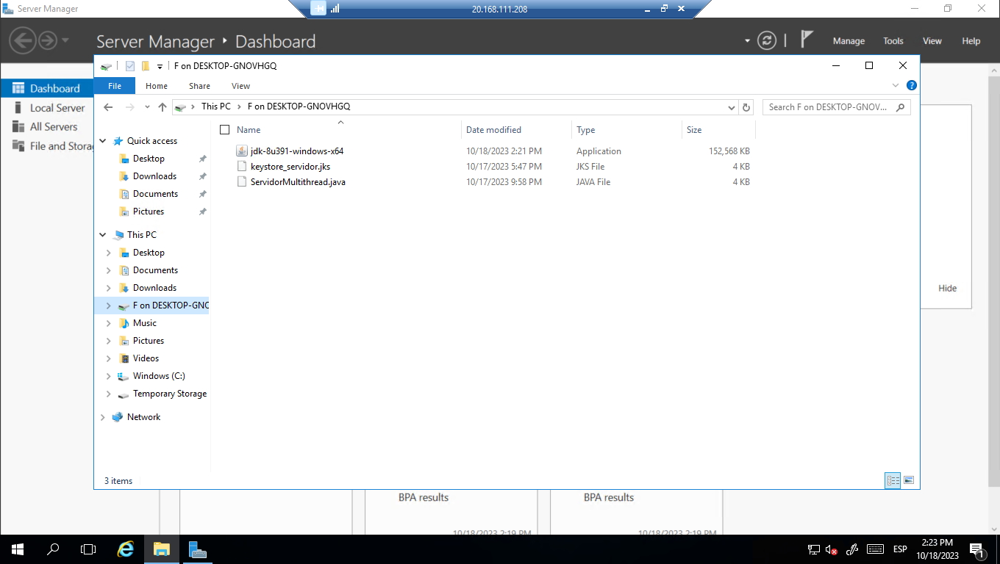 Server Manager
20.168.111.208
Server Manager Dashboard
Manage Tools View Help
F on DESKTOP-GNOVHGQ
File Home Share View
This PC F on DESKTOP-GNOVHGQ
Search F on DESKTOP-GNOV...
Dashboard
Local Server
All Servers
File and Storag
Quick access
Desktop
Downloads
Documents
Pictures
This PC
Desktop
Documents
Downloads
F on DESKTOP-GNO
Music
Pictures
Videos
Windows (C:)
Temporary Storage
Network
Name Date modified Type Size
jdk-8u391-windows-x64 10/18/2023 2:21 PM Application 152,568 KB
keystore_servidor.jks 10/17/2023 5:47 PM JKS File 4 KB
ServidorMultithread.java 10/17/2023 9:58 PM JAVA File 4 KB
Hide
3 items
BPA results BPA results
10/18/2023 2:19 PM 10/18/2023 2:19 PM
ESP
2:23 PM
10/18/2023
1